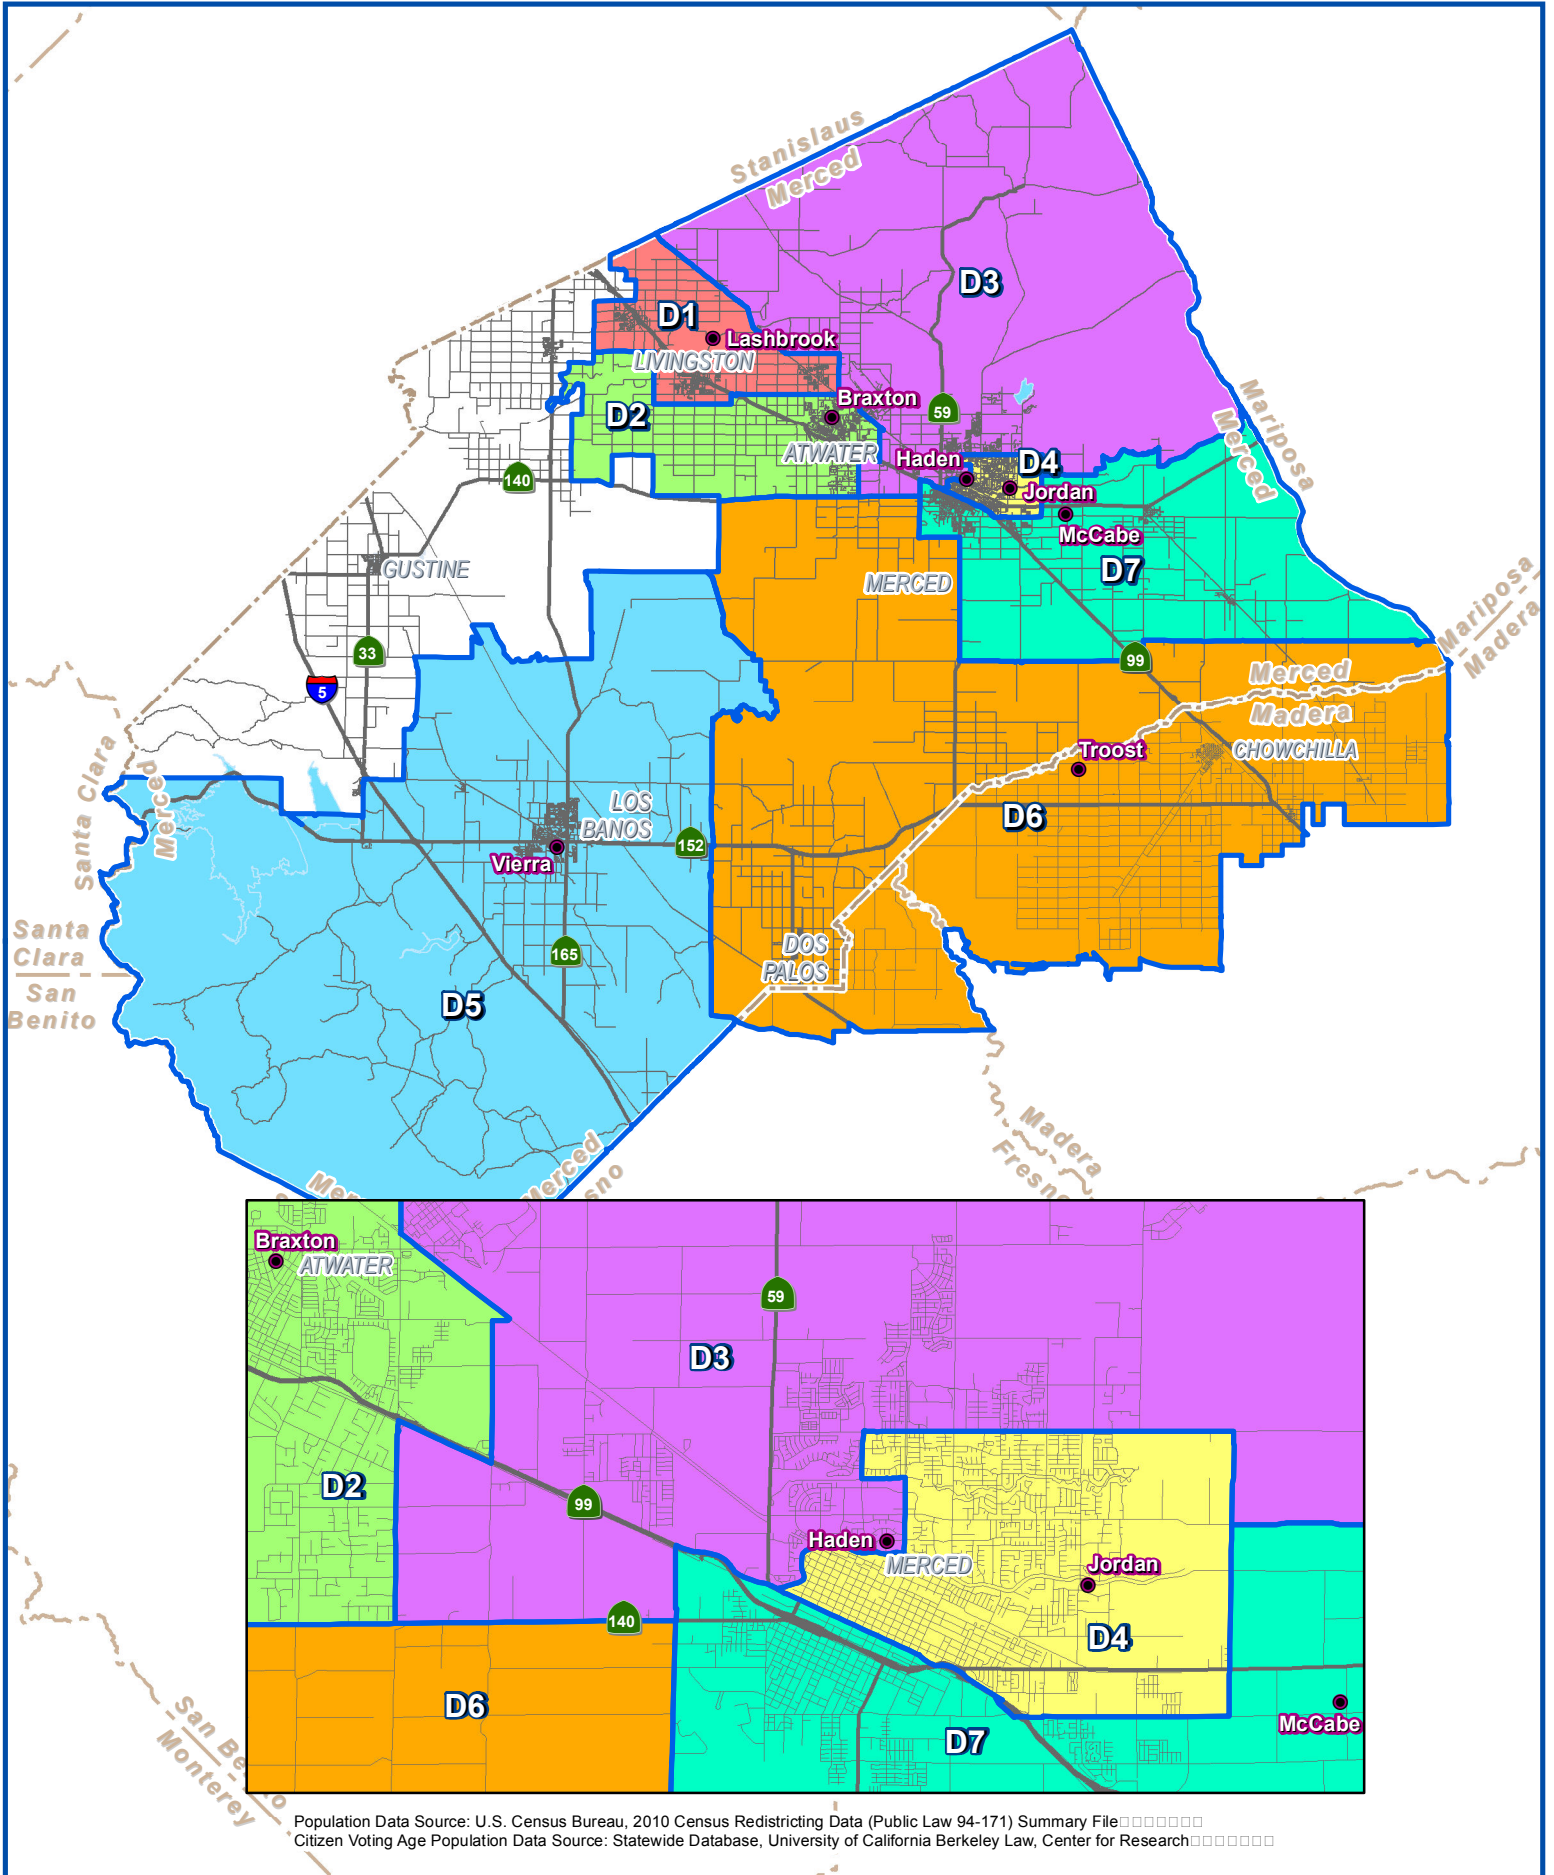 Stanislaus
Merced
D3
D1
Lashbrook
LIVINGSTON
Mariposa
Merced
Braxton
59
D2
ATWATER
Haden
D4
140
Jordan
McCabe
GUSTINE
D7
MERCED
Mariposa
Madera
33
99
Merced
5
Madera
Troost
CHOWCHILLA
Santa Clara
Merced
LOS
BANOS
D6
152
Vierra
Santa
Clara
San
Benito
165
DOS
PALOS
D5
Madera
Fresno
Merced
Braxton
ATWATER
59
D3
D2
99
Haden
MERCED
Jordan
140
D4
D6
McCabe
D7
Monterey
Population Data Source: U.S. Census Bureau, 2010 Census Redistricting Data (Public Law 94-171) Summary File□□□□□□□
Citizen Voting Age Population Data Source: Statewide Database, University of California Berkeley Law, Center for Research□□□□□□□